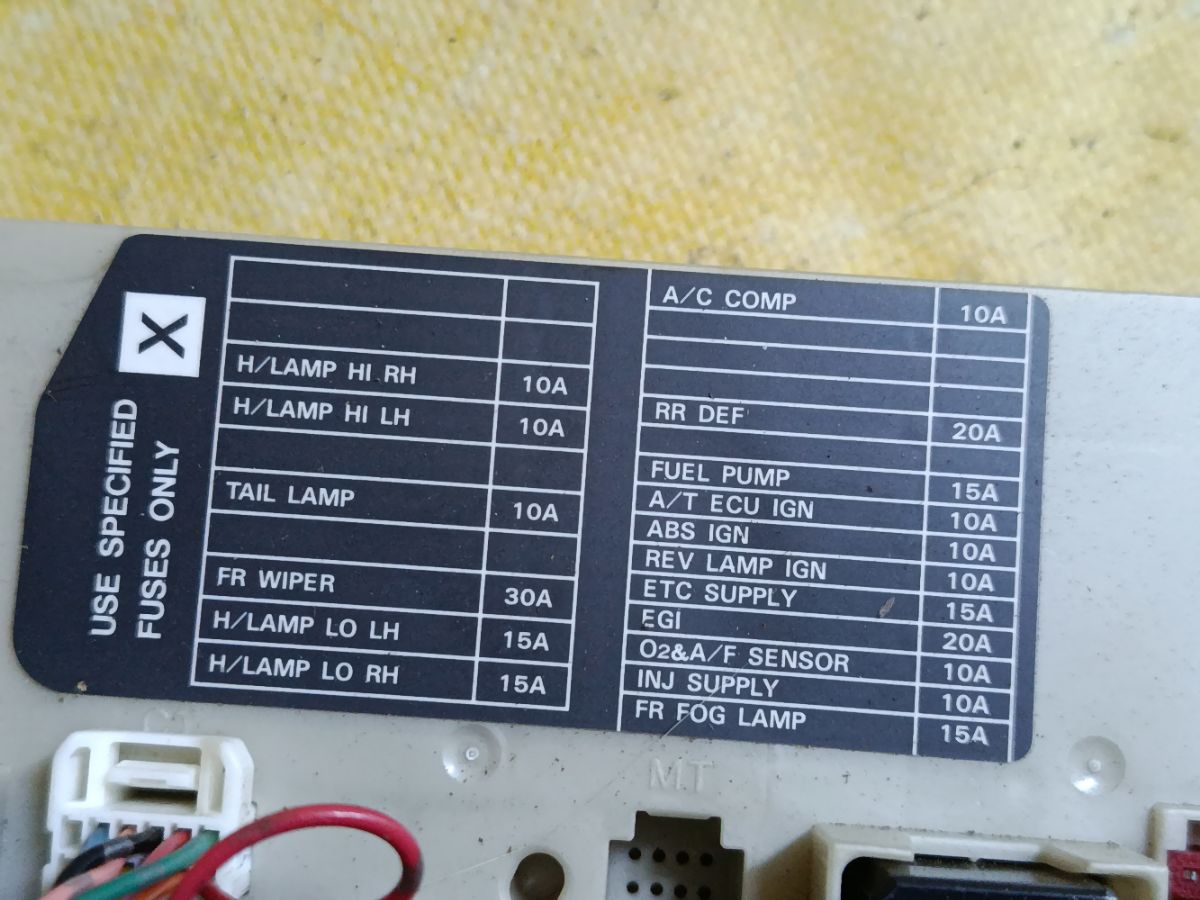 X
USE SPECIFIED
FUSES ONLY
H/LAMP HI RH 10A
H/LAMP HI LH 10A
TAIL LAMP 10A
FR WIPER 30A
H/LAMP LO LH 15A
H/LAMP LO RH 15A
A/C COMP 10A
RR DEF 20A
FUEL PUMP 15A
A/T ECU IGN 10A
ABS IGN 10A
REV LAMP IGN 10A
ETC SUPPLY 15A
EGI 20A
O2&A/F SENSOR 10A
INJ SUPPLY 10A
FR FOG LAMP 15A
M.T